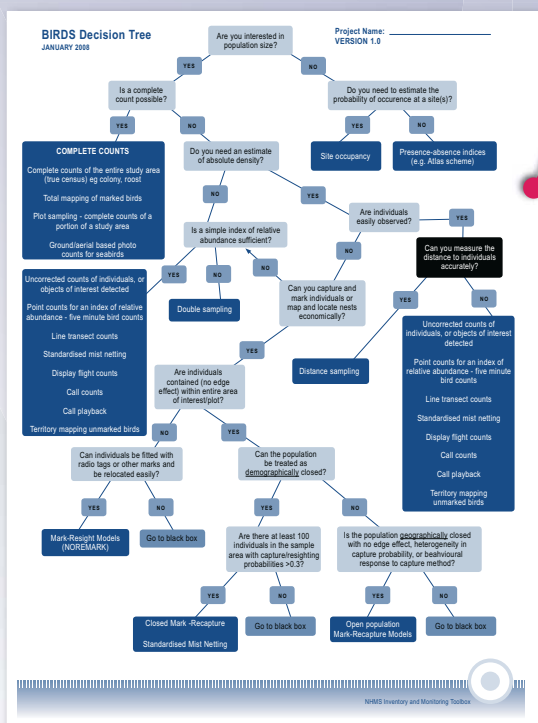 BIRDS Decision Tree
JANUARY 2008
Project Name:
VERSION 1.0
Are you interested in
population size?
YES
NO
Is a complete
count possible?
Do you need to estimate the
probability of occurence at a site(s)?
YES
NO
YES
NO
COMPLETE COUNTS
Complete counts of the entire study area
(true census) eg colony, roost
Total mapping of marked birds
Plot sampling - complete counts of a
portion of a study area
Ground/aerial based photo
counts for seabirds
Do you need an estimate
of absolute density?
Site occupancy
Presence-absence indices
(e.g. Atlas scheme)
NO
YES
Is a simple index of relative
abundance sufficient?
Are individuals
easily observed?
YES
NO
Can you measure the
distance to individuals
accurately?
YES
NO
NO
Uncorrected counts of individuals, or
objects of interest detected
Point counts for an index of relative
abundance - five minute bird counts
Line transect counts
Standardised mist netting
Display flight counts
Call counts
Call playback
Territory mapping unmarked birds
Double sampling
Can you capture and
mark individuals or
map and locate nests
economically?
YES
NO
Uncorrected counts of
individuals, or objects of interest
detected
Point counts for an index of
relative abundance - five minute
bird counts
Line transect counts
Standardised mist netting
Display flight counts
Call counts
Call playback
Territory mapping
unmarked birds
YES
Distance sampling
Are individuals
contained (no edge
effect) within entire area
of interest/plot?
NO
YES
Can individuals be fitted with
radio tags or other marks and
be relocated easily?
Can the population
be treated as
demographically closed?
YES
NO
YES
NO
Mark-Resight Models
(NOREMARK)
Go to black box
Are there at least 100
individuals in the sample
area with capture/resighting
probabilities >0.3?
Is the population geographically closed
with no edge effect, heterogeneity in
capture probability, or beahvioural
response to capture method?
YES
NO
YES
NO
Closed Mark -Recapture
Standardised Mist Netting
Go to black box
Open population
Mark-Recapture Models
Go to black box
NHMS Inventory and Monitoring Toolbox